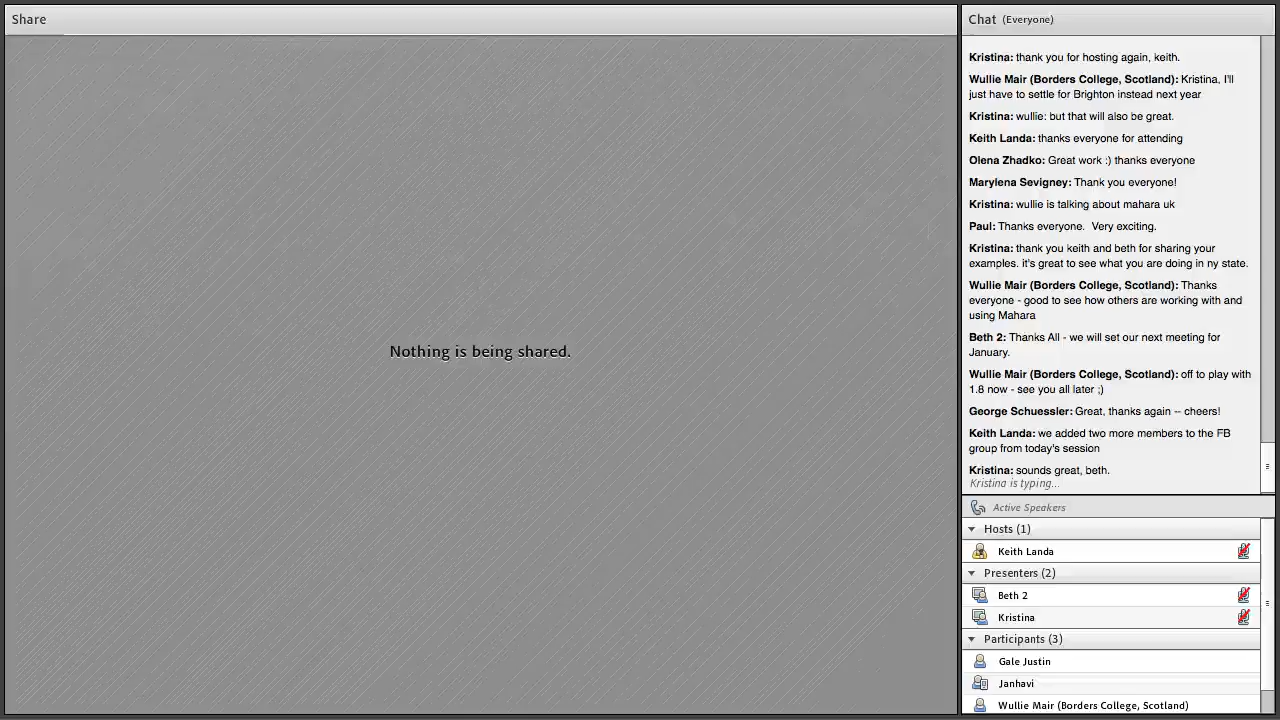 Share
Nothing is being shared.
Chat (Everyone)
Kristina: thank you for hosting again, keith.
Wullie Mair (Borders College, Scotland): Kristina, I'll
just have to settle for Brighton instead next year
Kristina: wullie: but that will also be great.
Keith Landa: thanks everyone for attending
Olena Zhadko: Great work :) thanks everyone
Marylena Sevigney: Thank you everyone!
Kristina: wullie is talking about mahara uk
Paul: Thanks everyone.  Very exciting.
Kristina: thank you keith and beth for sharing your
examples. it's great to see what you are doing in ny state.
Wullie Mair (Borders College, Scotland): Thanks
everyone - good to see how others are working with and
using Mahara
Beth 2: Thanks All - we will set our next meeting for
January.
Wullie Mair (Borders College, Scotland): off to play with
1.8 now - see you all later ;)
George Schuessler: Great, thanks again -- cheers!
Keith Landa: we added two more members to the FB
group from today's session
Kristina: sounds great, beth.
Kristina is typing...
Active Speakers
Hosts (1)
Keith Landa
Presenters (2)
Beth 2
Kristina
Participants (3)
Gale Justin
Janhavi
Wullie Mair (Borders College, Scotland)